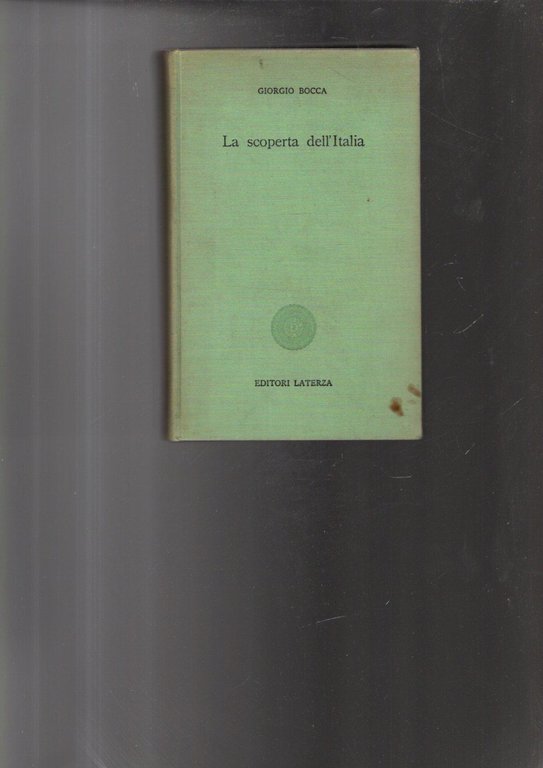 GIORGIO BOCCA
La scoperta dell'Italia
EDITORI LATERZA